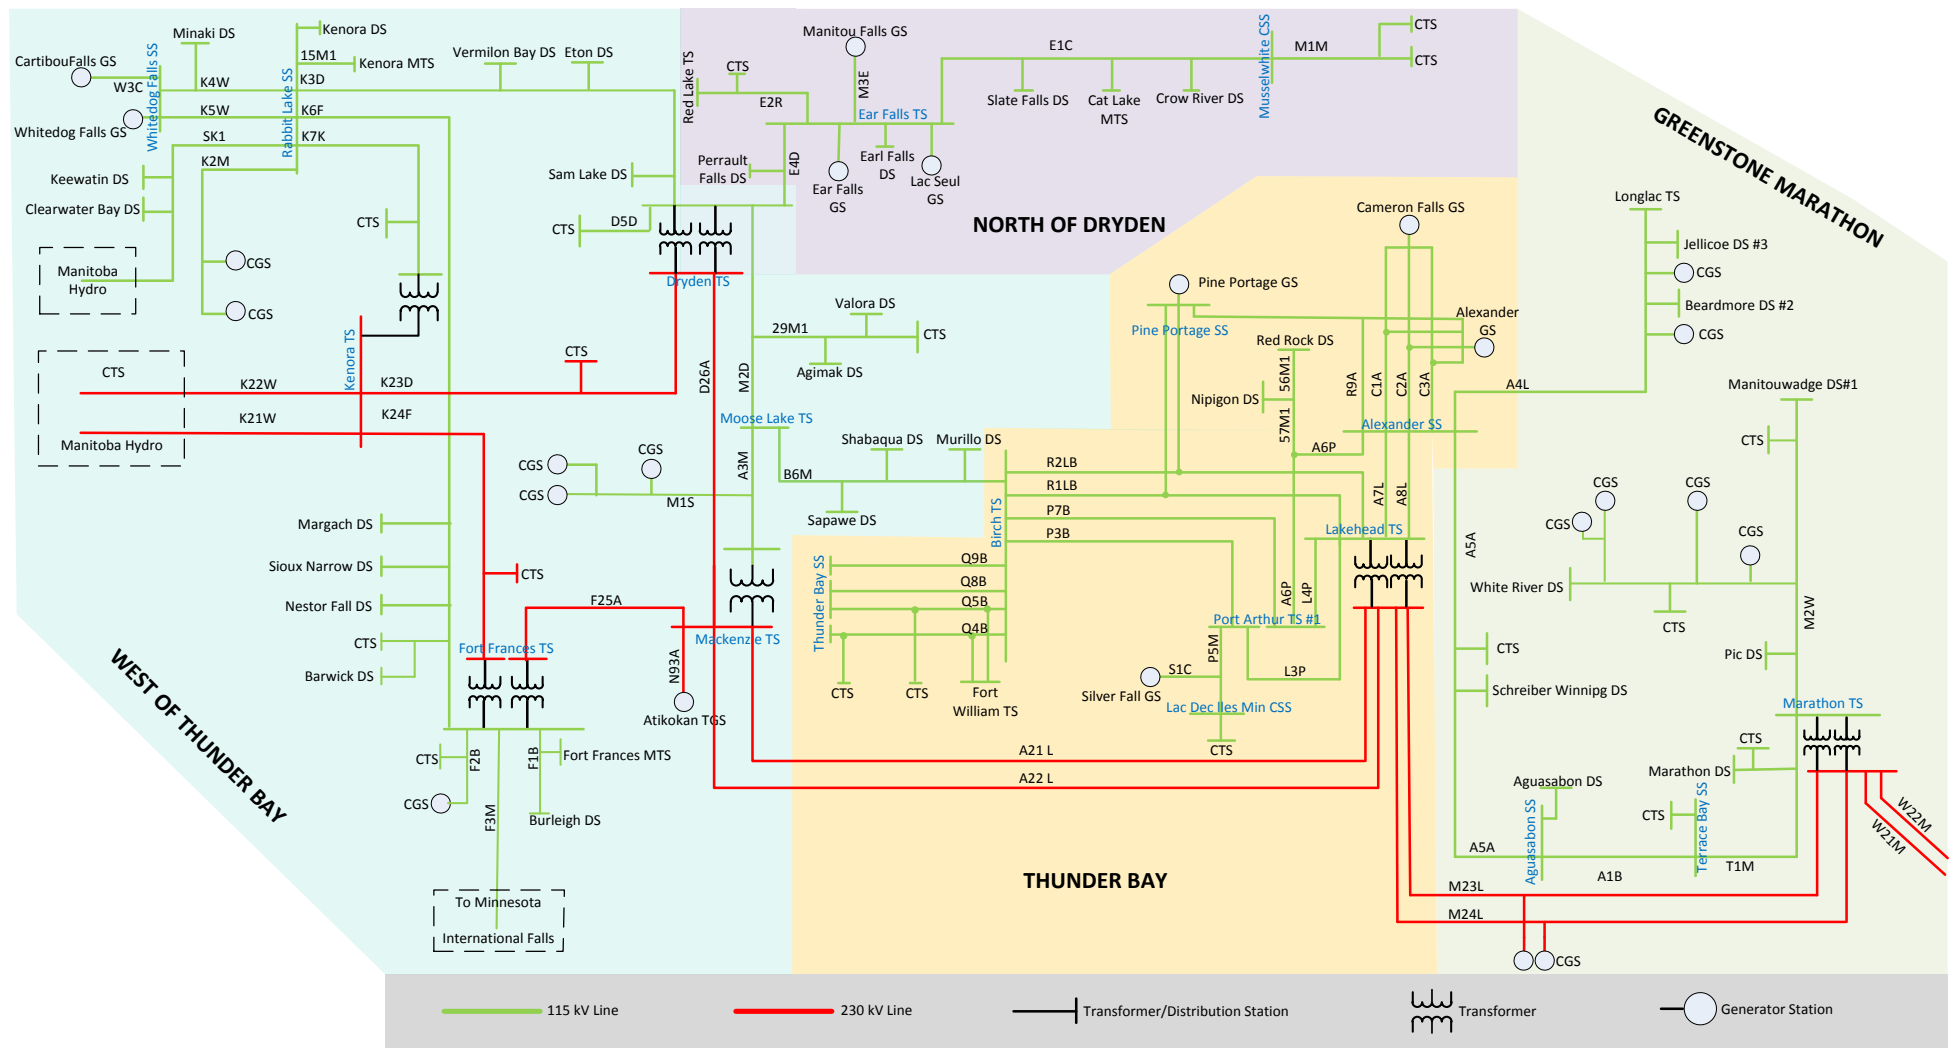 Minaki DS
CartibouFalls GS
W3C
K4W
Whitedog Falls SS
K5W
Whitedog Falls GS
SK1
K2M
Keewatin DS
Clearwater Bay DS
Manitoba
Hydro
Rabbit Lake SS
Kenora DS
15M1
Kenora MTS
K3D
K6F
K7K
CTS
CGS
CGS
Vermilon Bay DS
Eton DS
Sam Lake DS
CTS
D5D
Dryden TS
Kenora TS
CTS
Manitoba Hydro
K22W
K23D
K21W
K24F
CTS
D26A
M2D
29M1
Valora DS
CTS
Agimak DS
Moose Lake TS
A3M
B6M
Shabaqua DS
Murillo DS
Sapawe DS
CGS
CGS
CGS
M1S
Margach DS
Sioux Narrow DS
Nestor Fall DS
CTS
Barwick DS
CTS
F25A
Fort Frances TS
N93A
Mackenzie TS
Atikokan TGS
CTS
F2B
CGS
F3M
F1B
Fort Frances MTS
Burleigh DS
To Minnesota
International Falls
WEST OF THUNDER BAY
Red Lake TS
CTS
E2R
Manitou Falls GS
M3E
Ear Falls TS
Perrault
Falls DS
E4D
Ear Falls
GS
Earl Falls
DS
Lac Seul
GS
E1C
Slate Falls DS
Cat Lake
MTS
Crow River DS
Musselwhite CSS
M1M
CTS
CTS
NORTH OF DRYDEN
Cameron Falls GS
Pine Portage GS
Pine Portage SS
Red Rock DS
56M1
Nipigon DS
57M1
R9A
C1A
C2A
C3A
Alexander
GS
Alexander SS
A6P
R2LB
R1LB
P7B
P3B
Birch TS
A7L
A8L
Lakehead TS
Thunder Bay SS
Q9B
Q8B
Q5B
Q4B
CTS
CTS
Fort
William TS
A6P
L4P
Port Arthur TS #1
P5M
S1C
Silver Fall GS
L3P
Lac Dec Iles Min CSS
CTS
A21 L
A22 L
THUNDER BAY
GREENSTONE MARATHON
Longlac TS
Jellicoe DS #3
CGS
Beardmore DS #2
CGS
A4L
Manitouwadge DS#1
CTS
A5A
CGS
CGS
CGS
CGS
White River DS
CTS
M2W
CTS
Pic DS
Schreiber Winnipg DS
Marathon TS
CTS
Marathon DS
Aguasabon DS
Aguasabon SS
CTS
Terrace Bay SS
A5A
A1B
T1M
W22M
W21M
M23L
M24L
CGS
115 kV Line
230 kV Line
Transformer/Distribution Station
Transformer
Generator Station